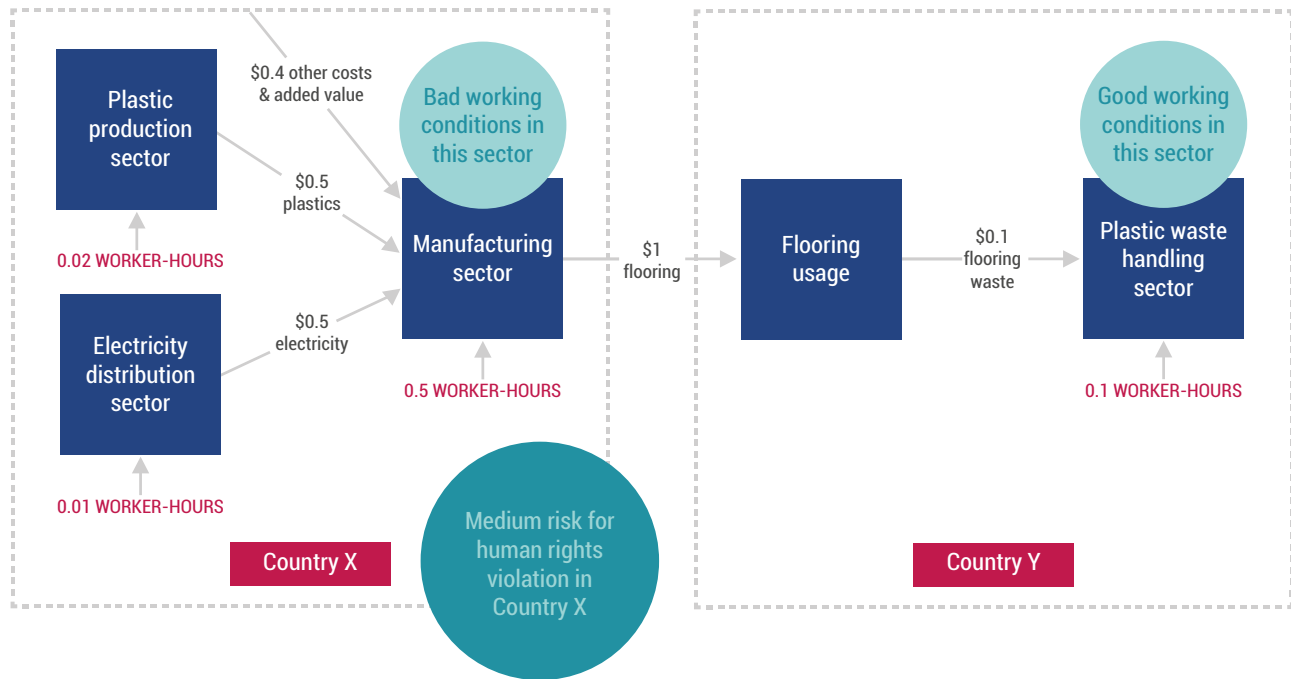 $0.4 other costs
& added value
Plastic
production
sector
Bad working
conditions in
this sector
Good working
conditions in
this sector
$0.5
plastics
0.02 WORKER-HOURS
Manufacturing
sector
$1
flooring
Flooring
usage
$0.1
flooring
waste
Plastic waste
handling
sector
Electricity
distribution
sector
$0.5
electricity
0.5 WORKER-HOURS
0.1 WORKER-HOURS
0.01 WORKER-HOURS
Medium risk for
human rights
violation in
Country X
Country X
Country Y